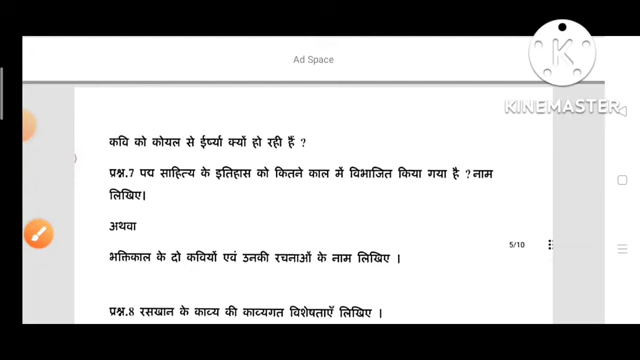 Ad Space
K
KINEMASTER
कवि को कोयल से ईर्ष्या क्यों हो रही हैं ?
प्रश्न.7 पद्य साहित्य के इतिहास को कितने काल में विभाजित किया गया है ? नाम
लिखिए।
अथवा
भक्तिकाल के दो कवियों एवं उनकी रचनाओं के नाम लिखिए ।
5/10
प्रश्न.8 रसखान के काव्य की काव्यगत विशेषताएँ लिखिए ।